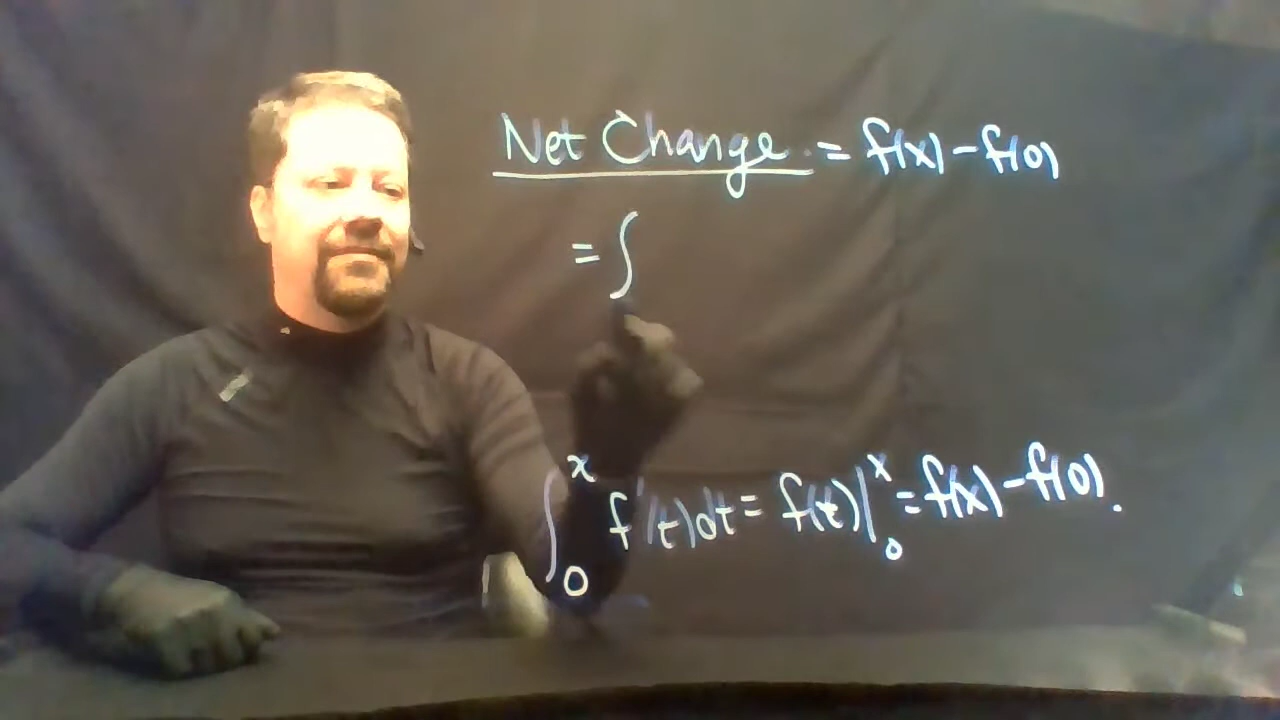 Net Change = f(x) - f(0)
= ∫
∫₀ˣ f'(t)dt = f(t)|₀ˣ = f(x) - f(0).